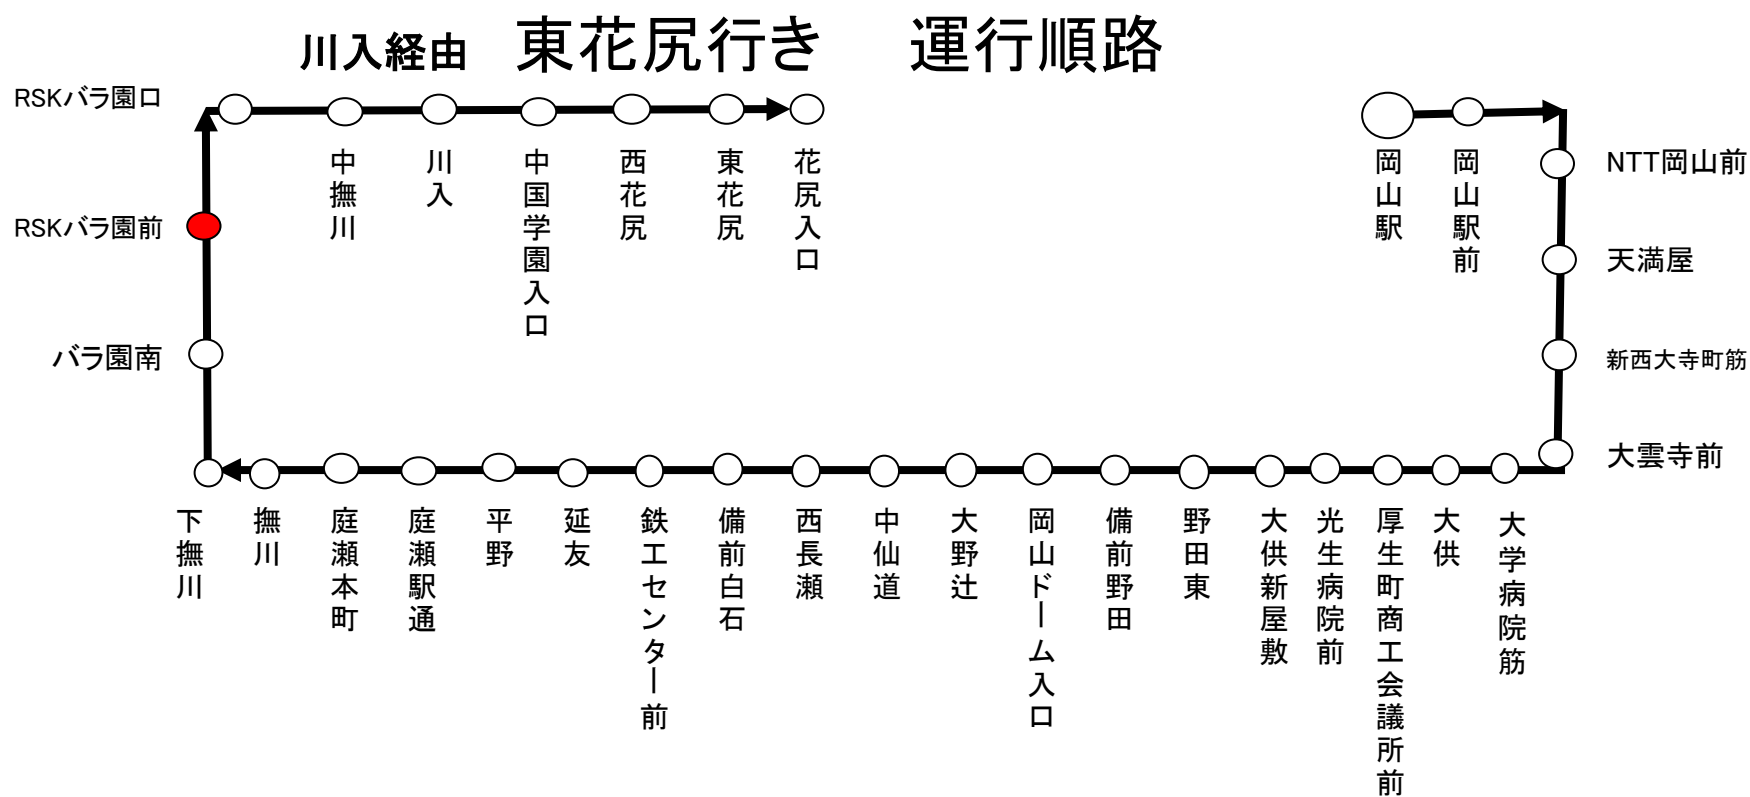 川入経由 東花尻行き 運行順路
RSKバラ園口
中撫川
川入
中国学園入口
西花尻
東花尻
花尻入口
岡山駅
岡山駅前
NTT岡山前
天満屋
新西大寺町筋
大雲寺前
RSKバラ園前
バラ園南
下撫川
撫川
庭瀬本町
庭瀬駅通
平野
延友
鉄工センター前
備前白石
西長瀬
中仙道
大野辻
岡山ドーム入口
備前野田
野田東
大供新屋敷
光生病院前
厚生町商工会議所前
大供
大学病院筋